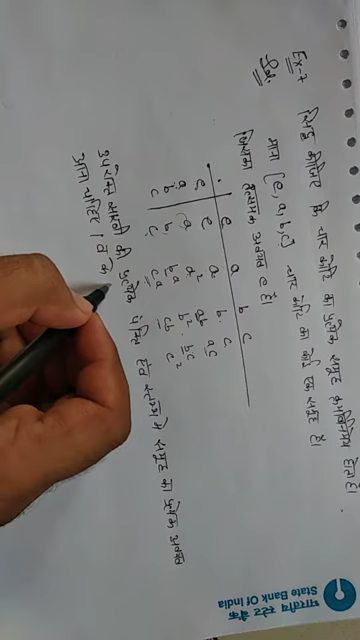 भारतीय स्टेट बैंक
State Bank Of India
Ex-7 सिद्ध कीजिए कि चार कोटि का प्रत्येक समूह क्रमविनिमेय होता है।
हल: माना {e, a, b, c} चार कोटि का कोई एक समूह है।
जिसका तत्समक अवयव e है।
. e a b c
e e a b c
a a a² ab ac
b b ba b² bc
c c ca cb c²
उपरोक्त सारणी की प्रत्येक पंक्ति एवं स्तम्भ में समूह का प्रत्येक अवयव
आना चाहिए। व के